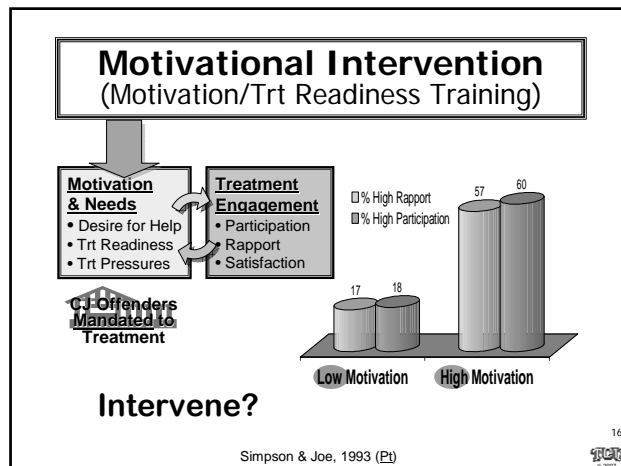 Motivational Intervention
(Motivation/Trt Readiness Training)
Motivation
& Needs
• Desire for Help
• Trt Readiness
• Trt Pressures
Treatment
Engagement
• Participation
• Rapport
• Satisfaction
CJ Offenders
Mandated to
Treatment
% High Rapport
% High Participation
17
18
57
60
Low Motivation
High Motivation
Intervene?
Simpson & Joe, 1993 (Pt)
16
© 2007